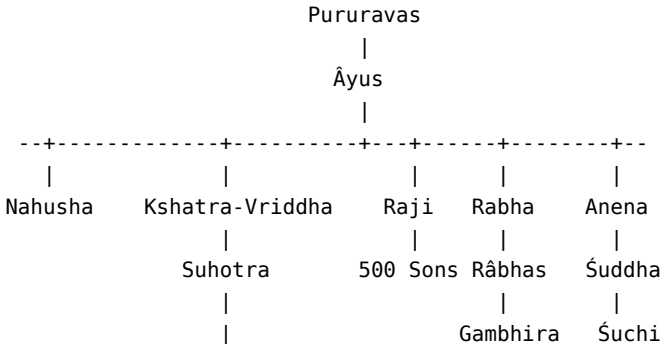 Pururavas
|
Âyus
|
--+-------------+----------+---+------+--------+--
| | | | |
Nahusha Kshatra-Vriddha Raji Rabha Anena
| | | |
Suhotra 500 Sons Râbhas Śuddha
| | |
| Gambhira Śuchi